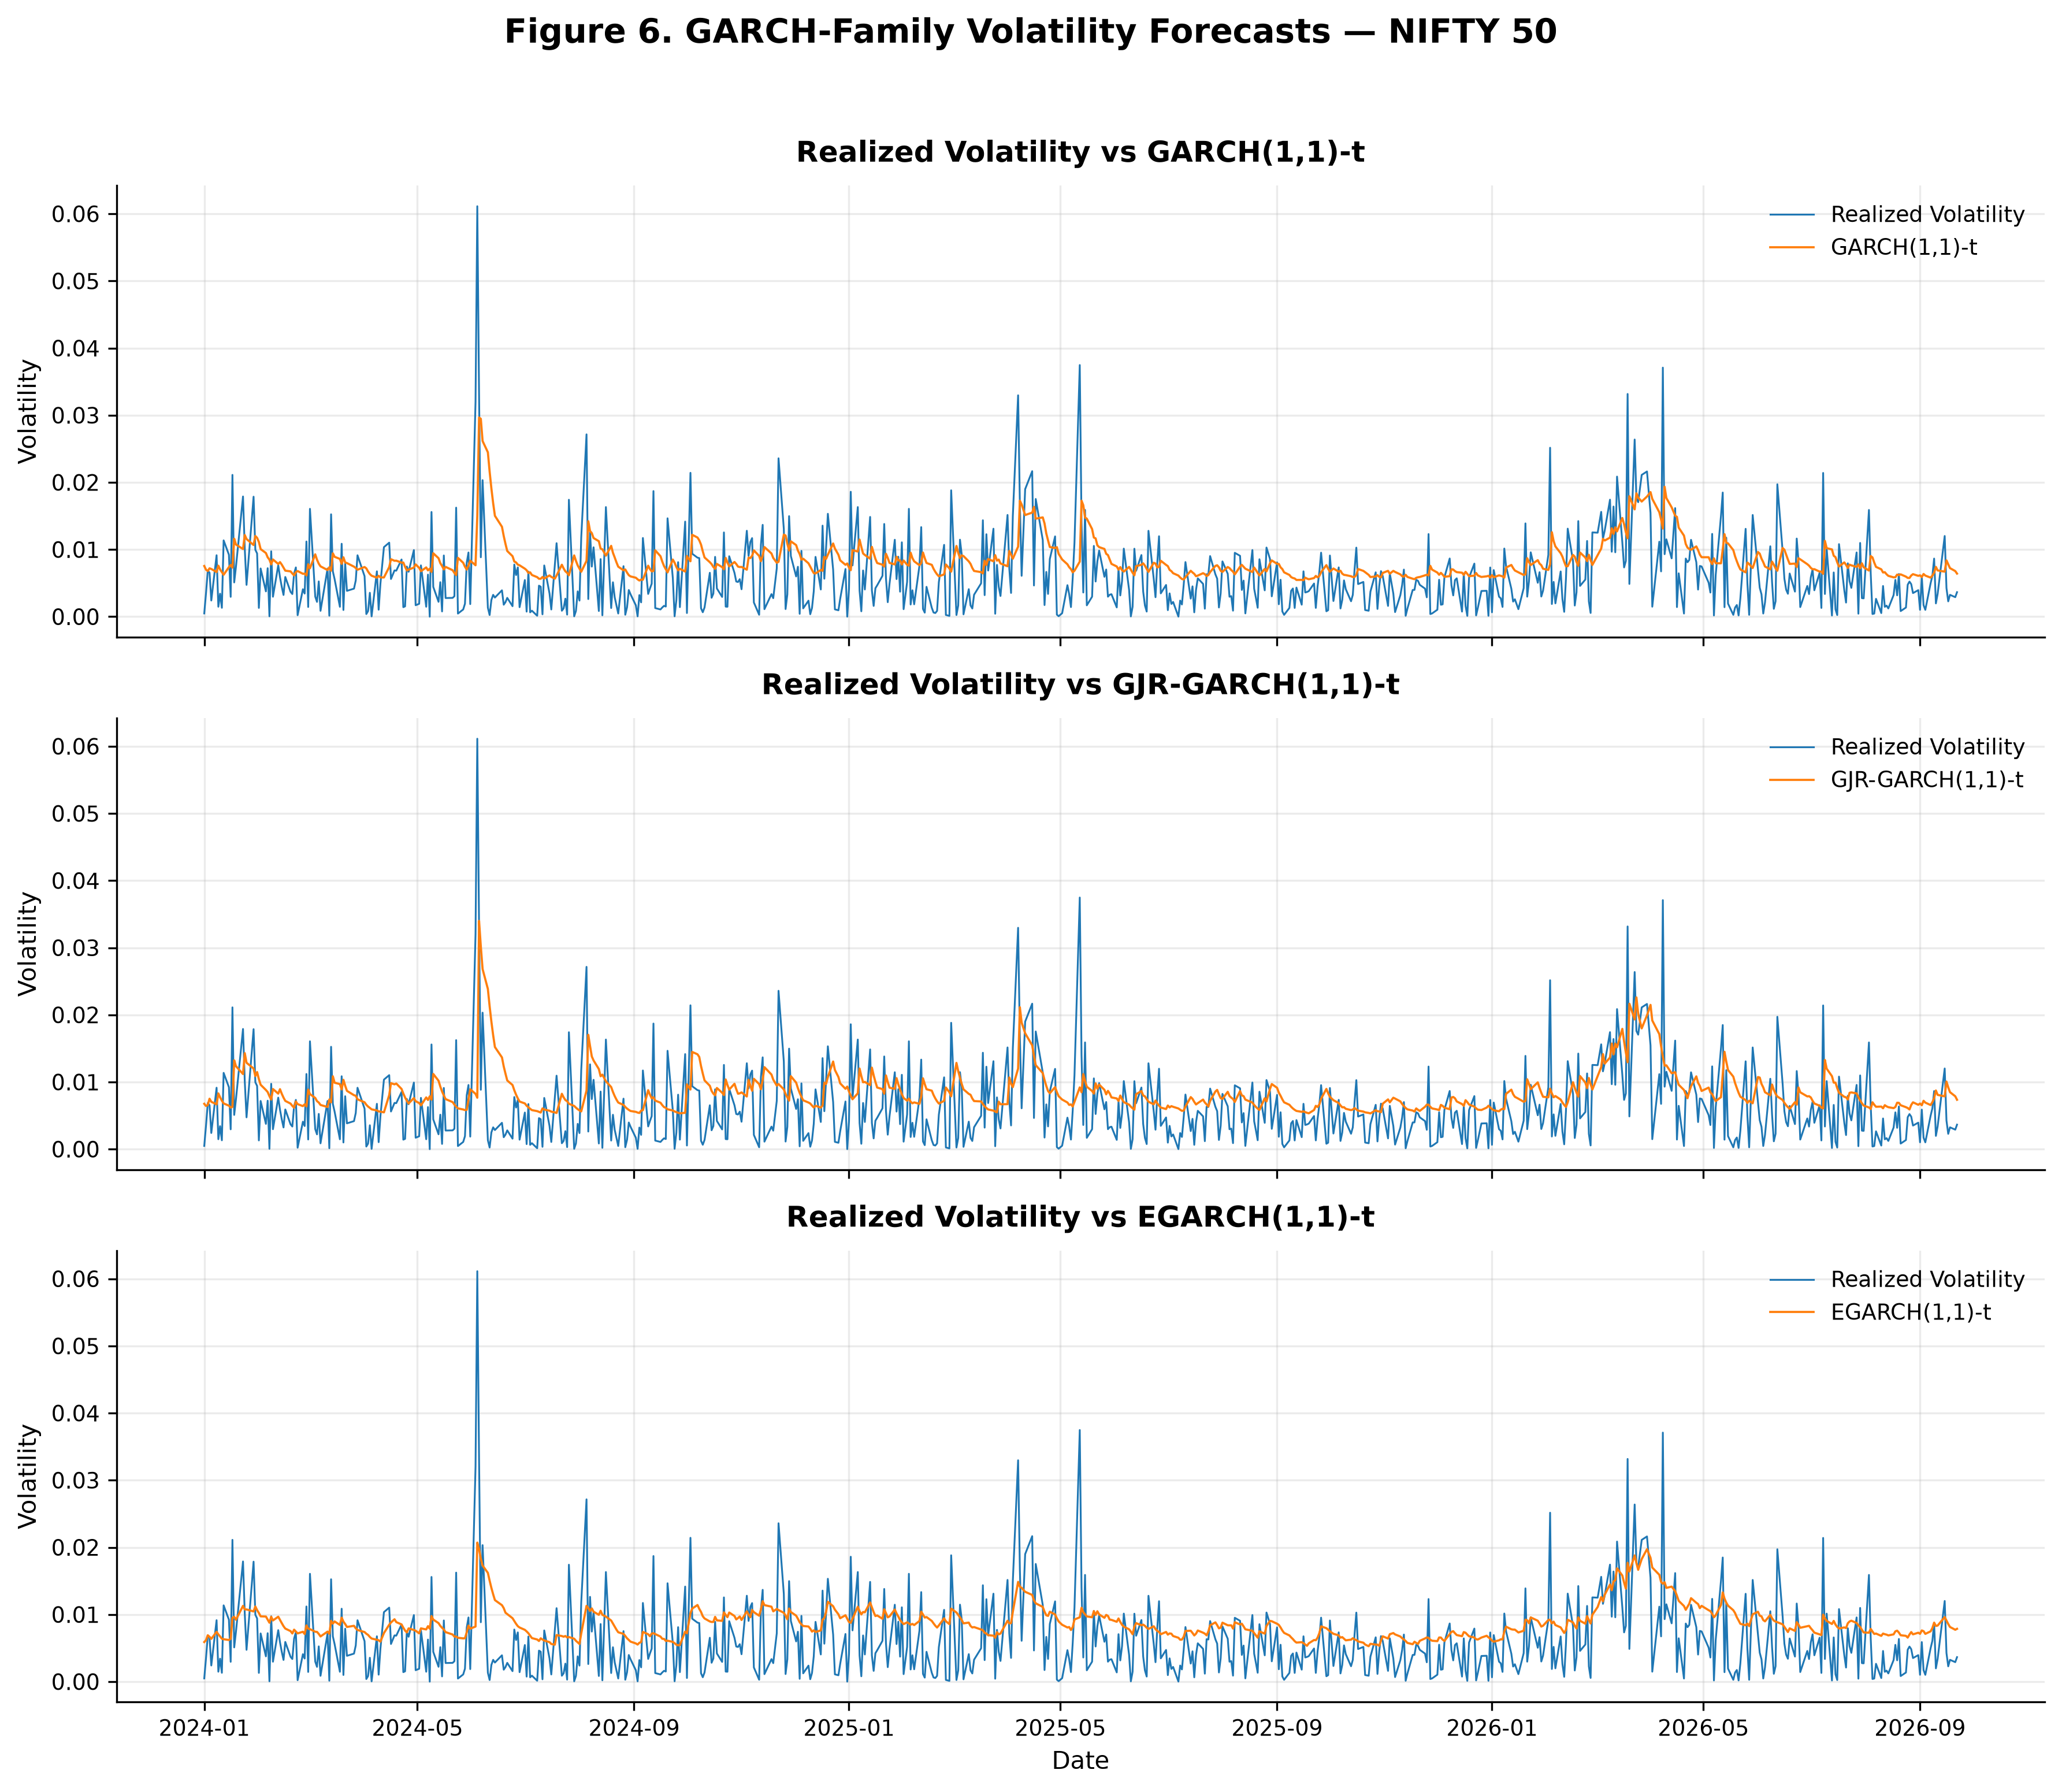 Figure 6. GARCH-Family Volatility Forecasts — NIFTY 50
Realized Volatility vs GARCH(1,1)-t
Volatility
0.06
0.05
0.04
0.03
0.02
0.01
0.00
Realized Volatility
GARCH(1,1)-t
Realized Volatility vs GJR-GARCH(1,1)-t
Volatility
0.06
0.05
0.04
0.03
0.02
0.01
0.00
Realized Volatility
GJR-GARCH(1,1)-t
Realized Volatility vs EGARCH(1,1)-t
Volatility
0.06
0.05
0.04
0.03
0.02
0.01
0.00
Realized Volatility
EGARCH(1,1)-t
2024-01 2024-05 2024-09 2025-01 2025-05 2025-09 2026-01 2026-05 2026-09
Date